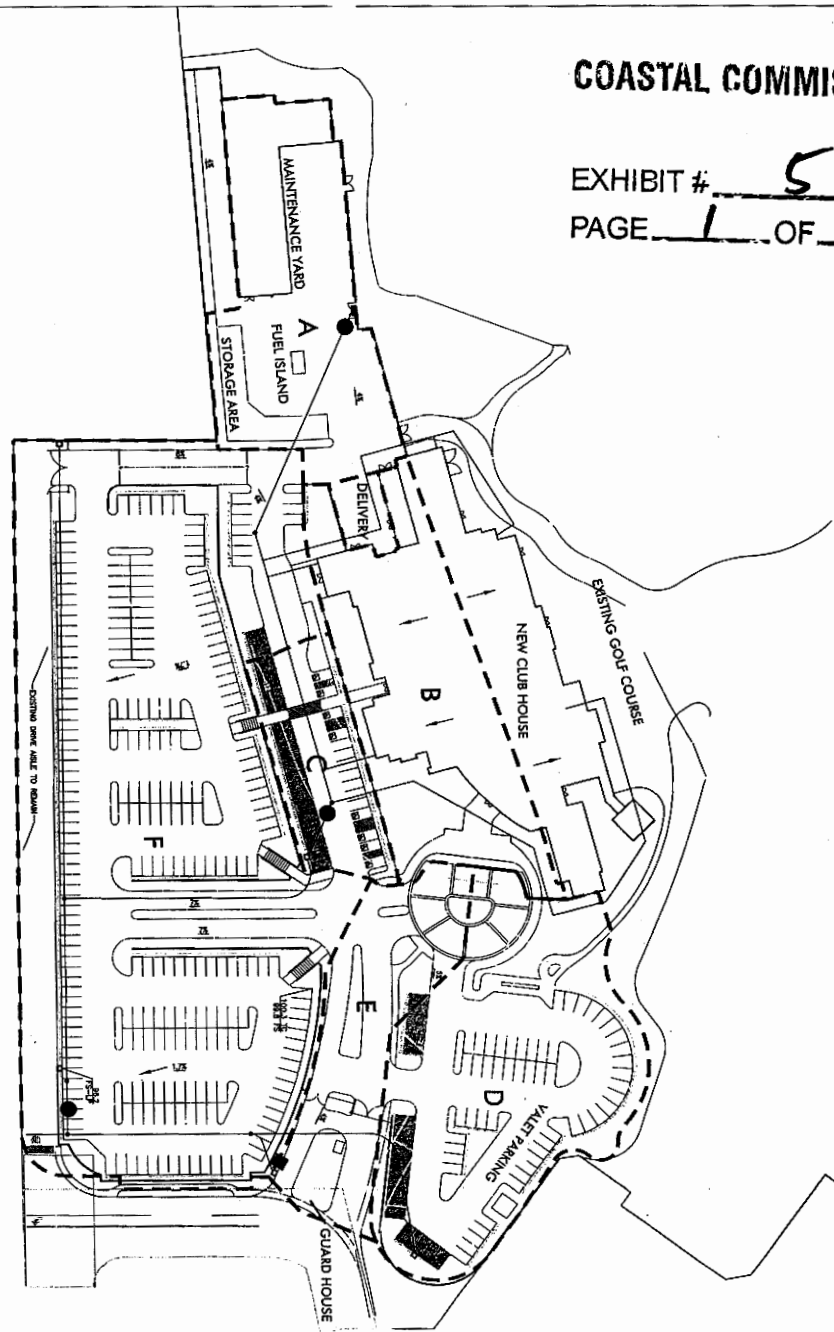 COASTAL COMMIS
EXHIBIT # 5
PAGE 1 OF
MAINTENANCE YARD
A
FUEL ISLAND
STORAGE AREA
DELIVERY
EXISTING GOLF COURSE
NEW CLUB HOUSE
B
C
EXISTING DRIVE AISLE TO REMAIN
F
E
D
VALET PARKING
GUARD HOUSE